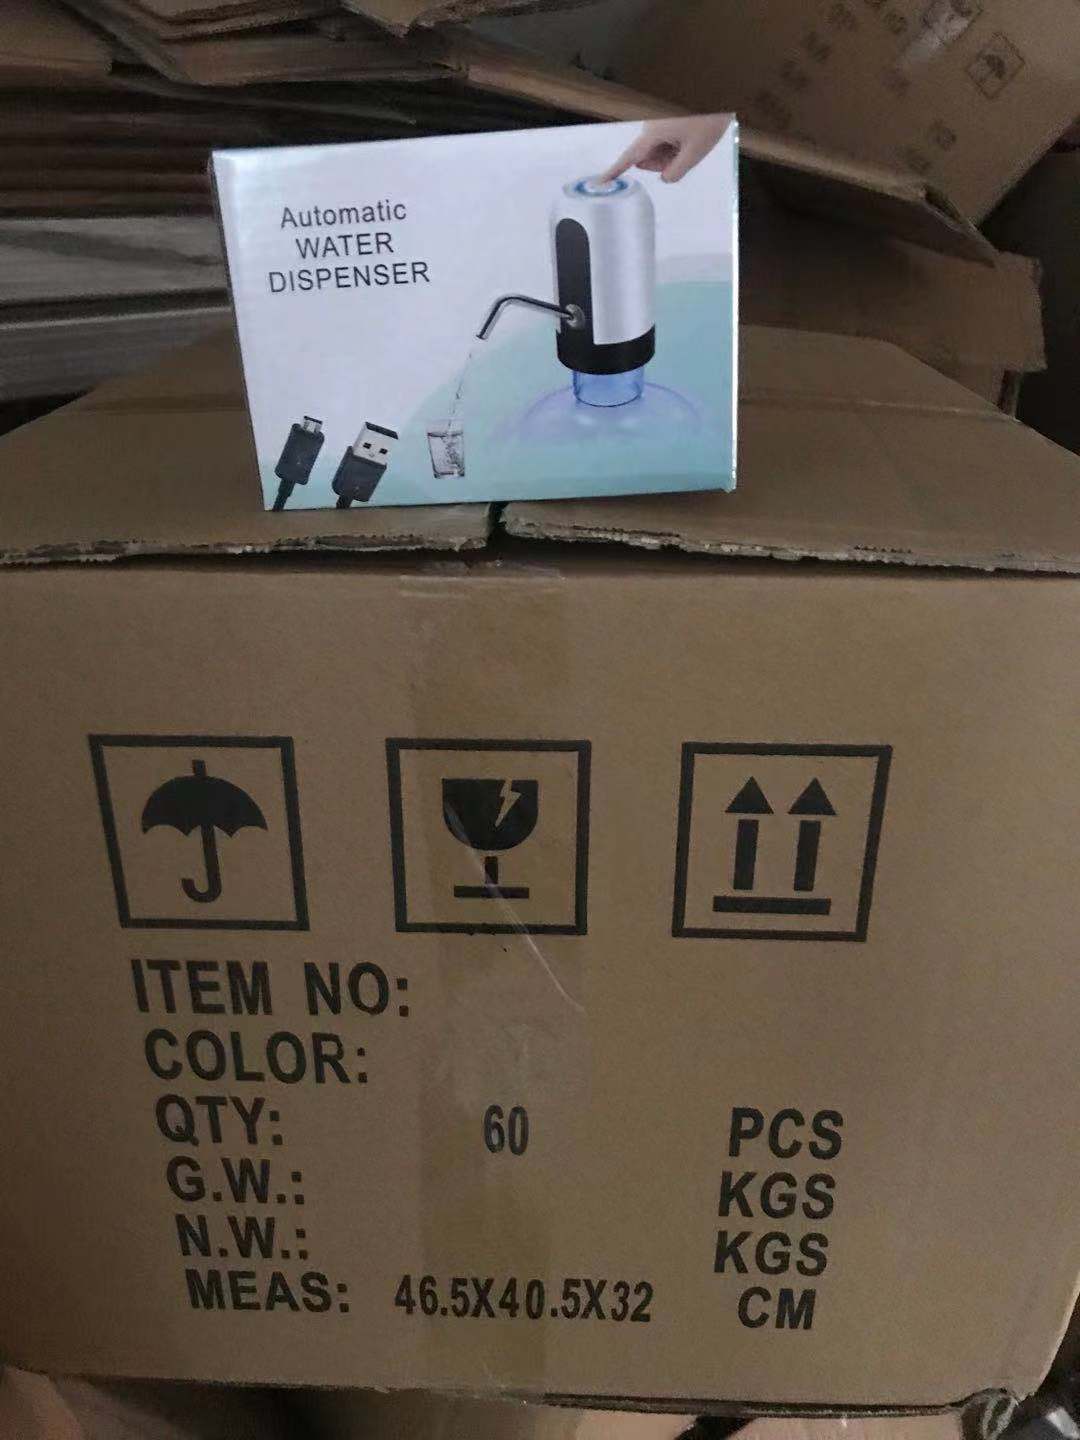 Automatic
WATER
DISPENSER
ITEM NO:
COLOR:
QTY: 60 PCS
G.W.: KGS
N.W.: KGS
MEAS: 46.5X40.5X32 CM